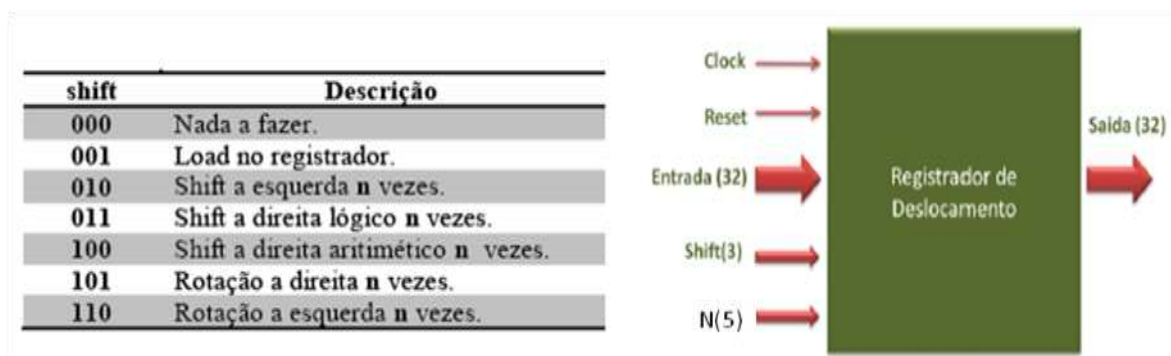 shift Descrição
000 Nada a fazer.
001 Load no registrador.
010 Shift a esquerda n vezes.
011 Shift a direita lógico n vezes.
100 Shift a direita aritimético n vezes.
101 Rotação a direita n vezes.
110 Rotação a esquerda n vezes.
Clock
Reset
Entrada (32)
Shift(3)
N(5)
Registrador de
Deslocamento
Saida (32)